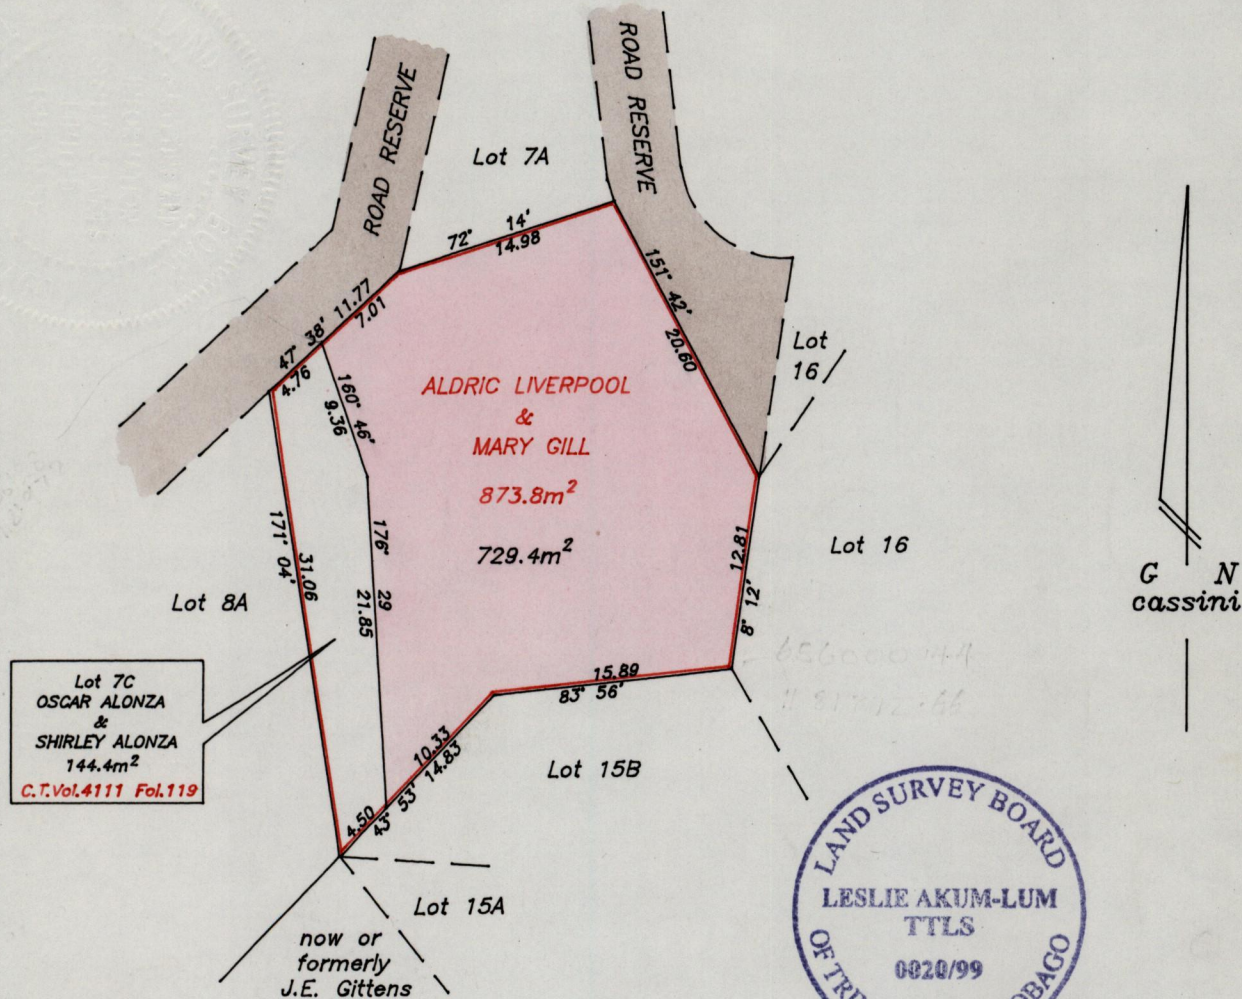 ROAD RESERVE
ROAD RESERVE
Lot 7A
72° 14'
14.98
47° 38' 11.77
7.01
4.76
151° 42'
20.60
Lot
16
160° 46'
9.36
ALDRIC LIVERPOOL
&
MARY GILL
873.8m²
729.4m²
171° 04'
31.06
176° 29
21.85
12.81
8° 12'
Lot 16
G N
cassini
Lot 8A
Lot 7C
OSCAR ALONZA
&
SHIRLEY ALONZA
144.4m²
C.T.Vol.4111 Fol.119
15.89
83° 56'
10.33
14.83
43° 53'
4.50
Lot 15B
Lot 15A
now or
formerly
J.E. Gittens
LAND SURVEY BOARD
LESLIE AKUM-LUM
TTLS
0020/99